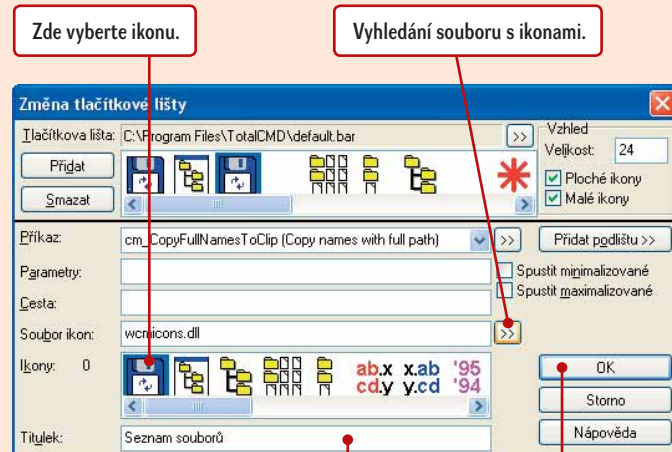 Zde vyberte ikonu.
Vyhledání souboru s ikonami.
Změna tlačítkové lišty
Tlačítkova lišta: C:\Program Files\TotalCMD\default.bar >>
Vzhled
Velikost: 24
Přidat
Smazat
Ploché ikony
Malé ikony
Příkaz: cm_CopyFullNamesToClip (Copy names with full path) >> Přidat podlištu >>
Parametry:
Spustit minimalizované
Cesta:
Spustit maximalizované
Soubor ikon: wcmicons.dll >>
Ikony: 0
ab.x x.ab '95
cd.y y.cd '94
OK
Storno
Titulek: Seznam souborů
Nápověda